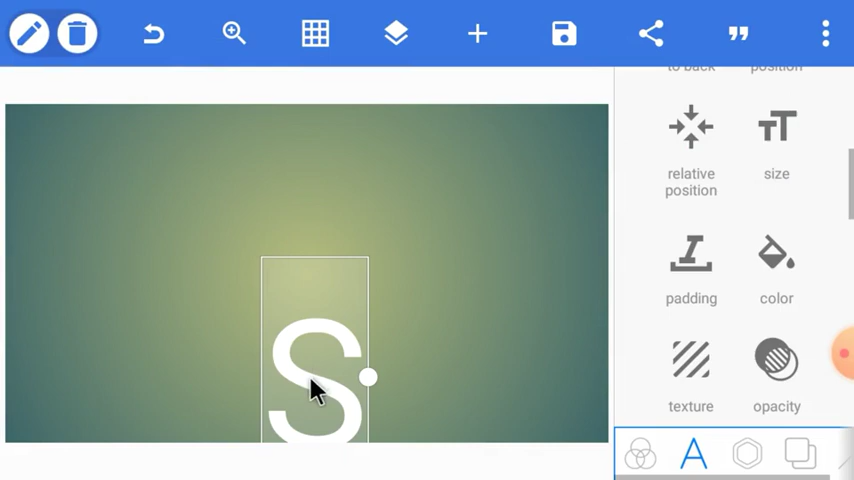 to back
position
relative
position
size
padding
color
texture
opacity
S